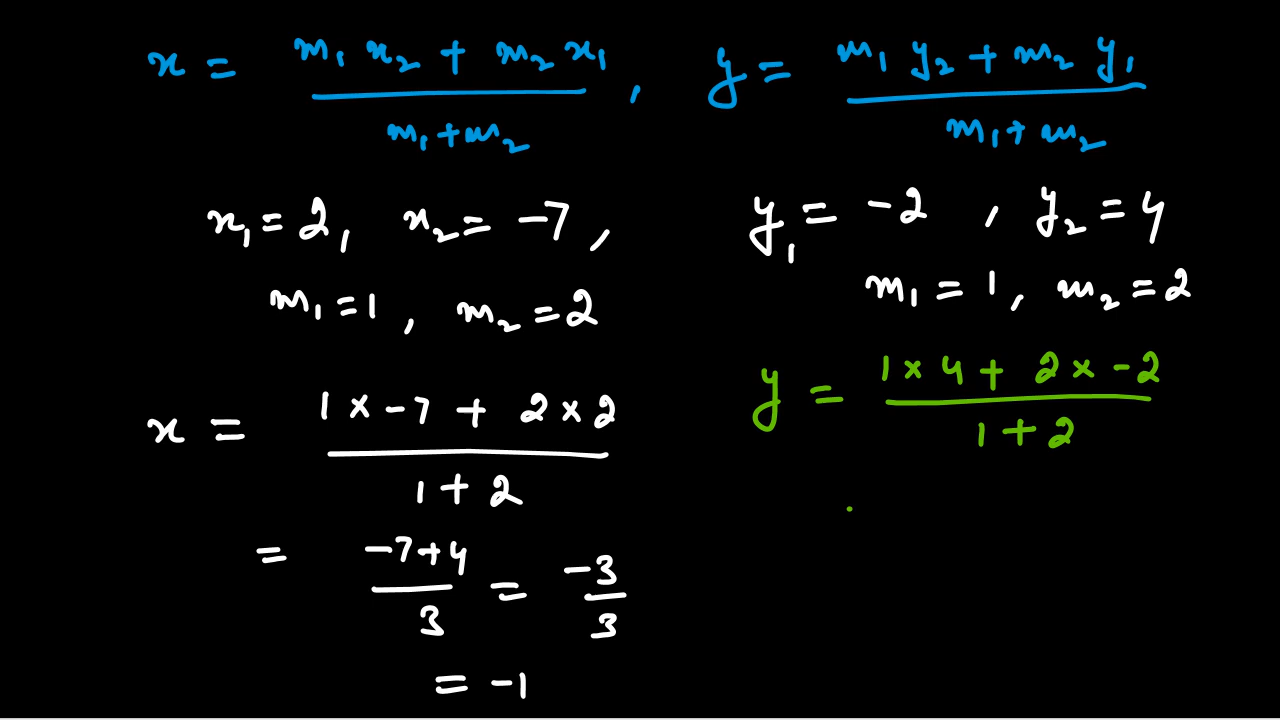 x = m₁ x₂ + m₂ x₁ / m₁ + m₂ , y = m₁ y₂ + m₂ y₁ / m₁ + m₂
x₁ = 2, x₂ = -7,
m₁ = 1, m₂ = 2
x = 1 × -7 + 2 × 2 / 1 + 2
= -7+4 / 3 = -3 / 3
= -1
y₁ = -2 , y₂ = 4
m₁ = 1, m₂ = 2
y = 1 × 4 + 2 × -2 / 1 + 2